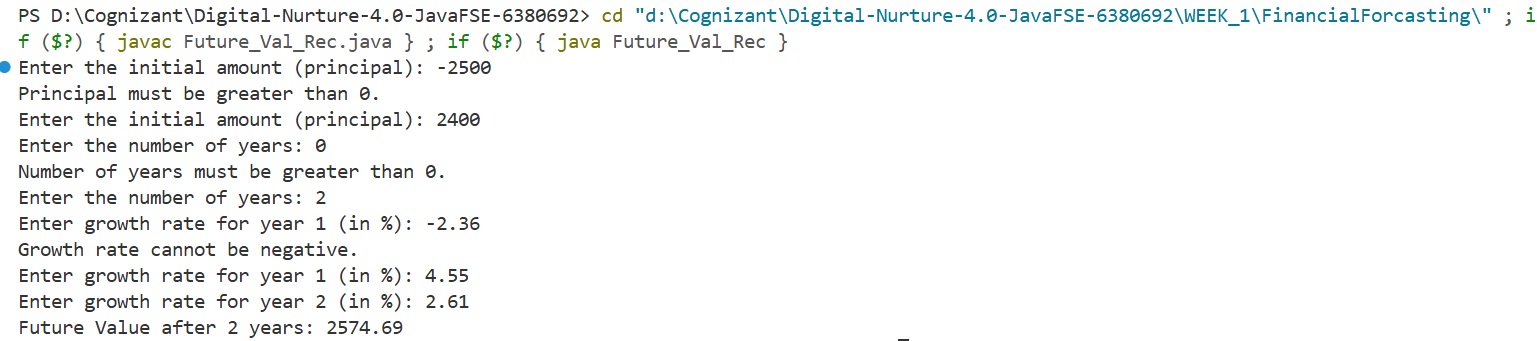 PS D:\Cognizant\Digital-Nurture-4.0-JavaFSE-6380692> cd "d:\Cognizant\Digital-Nurture-4.0-JavaFSE-6380692\WEEK_1\FinancialForcasting\" ; i
f ($?) { javac Future_Val_Rec.java } ; if ($?) { java Future_Val_Rec }
Enter the initial amount (principal): -2500
Principal must be greater than 0.
Enter the initial amount (principal): 2400
Enter the number of years: 0
Number of years must be greater than 0.
Enter the number of years: 2
Enter growth rate for year 1 (in %): -2.36
Growth rate cannot be negative.
Enter growth rate for year 1 (in %): 4.55
Enter growth rate for year 2 (in %): 2.61
Future Value after 2 years: 2574.69